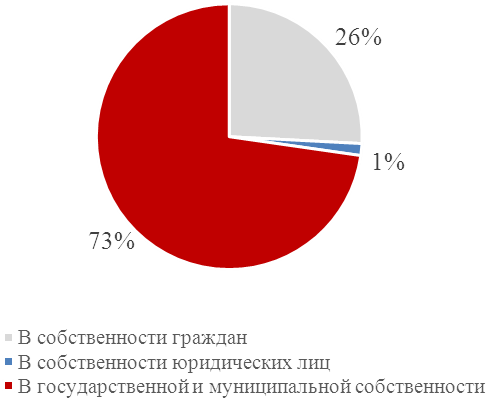 26%
1%
73%
В собственности граждан
В собственности юридических лиц
В государственной и муниципальной собственности